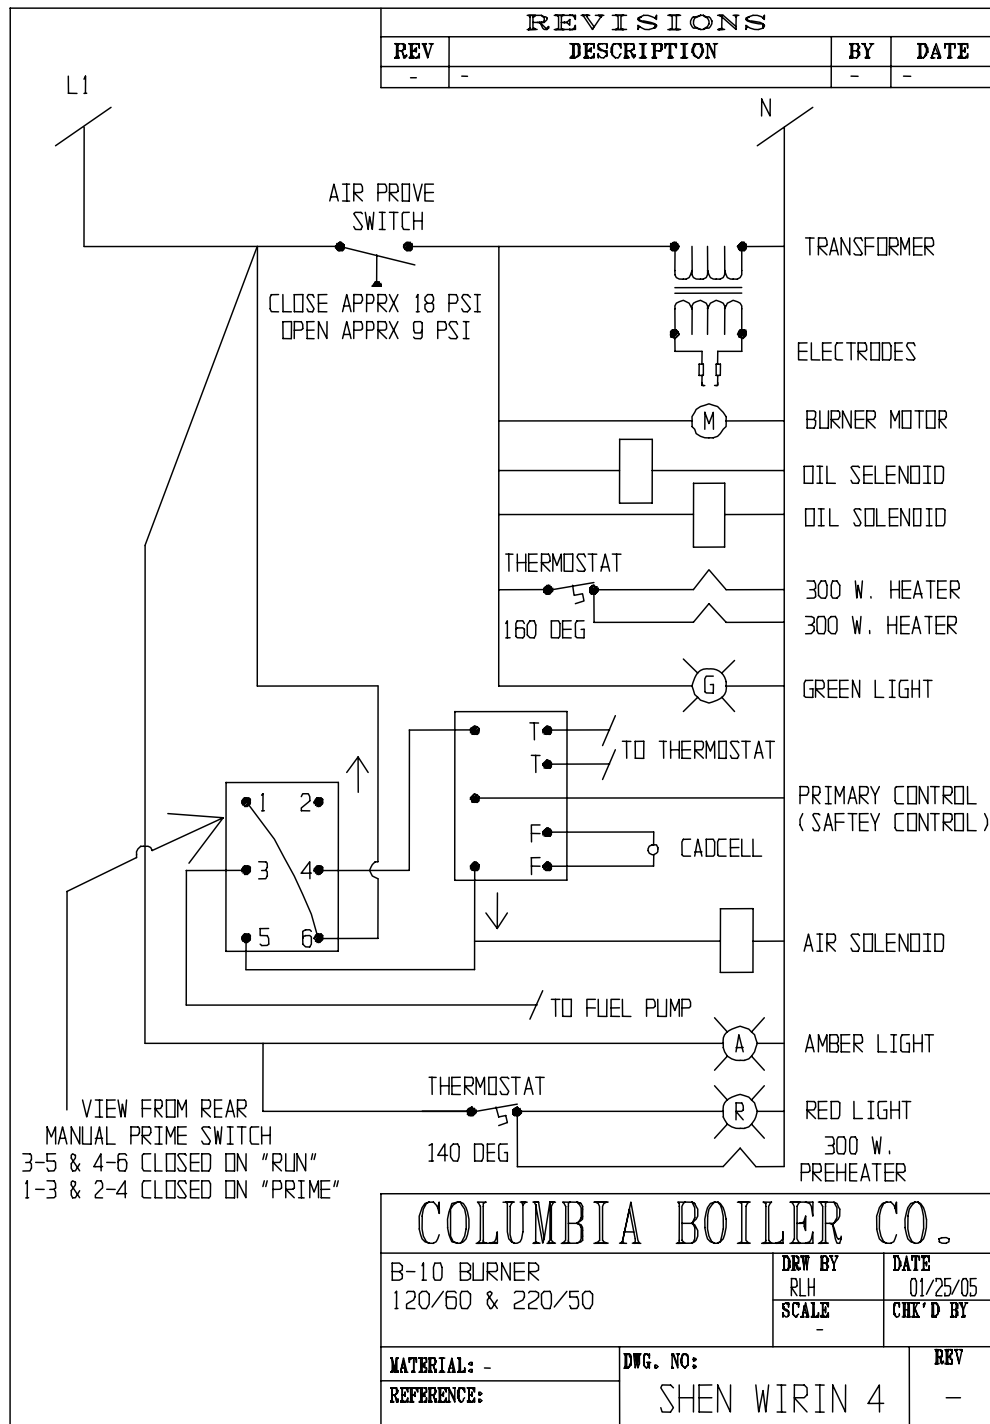 REVISIONS
REV DESCRIPTION BY DATE
- - - -
L1
N
AIR PROVE
SWITCH
CLOSE APPRX 18 PSI
OPEN APPRX 9 PSI
TRANSFORMER
ELECTRODES
M
BURNER MOTOR
OIL SELENOID
OIL SOLENOID
THERMOSTAT
160 DEG
300 W. HEATER
300 W. HEATER
G
GREEN LIGHT
T
TO THERMOSTAT
T
PRIMARY CONTROL
(SAFTEY CONTROL)
F
F
CADCELL
1 2
3 4
5 6
AIR SOLENOID
TO FUEL PUMP
A
AMBER LIGHT
THERMOSTAT
140 DEG
R
RED LIGHT
300 W.
PREHEATER
VIEW FROM REAR
MANUAL PRIME SWITCH
3-5 & 4-6 CLOSED ON "RUN"
1-3 & 2-4 CLOSED ON "PRIME"
COLUMBIA BOILER CO.
B-10 BURNER
120/60 & 220/50
DRW BY
RLH
DATE
01/25/05
SCALE
-
CHK'D BY
MATERIAL: -
REFERENCE:
DWG. NO:
SHEN WIRIN 4
REV
-